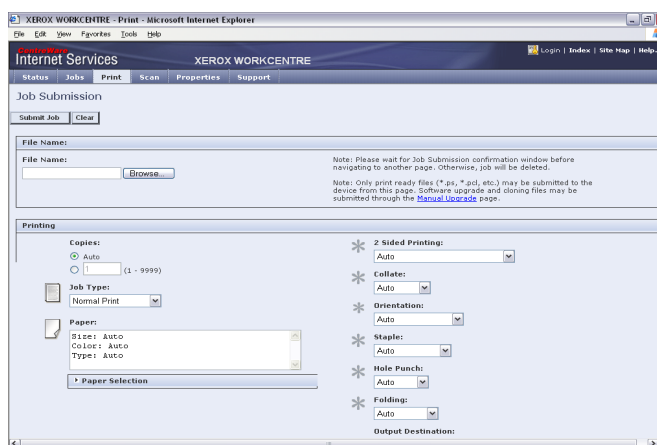 XEROX WORKCENTRE - Print - Microsoft Internet Explorer
File Edit View Favorites Tools Help
CentreWare
Internet Services
XEROX WORKCENTRE
Login | Index | Site Map | Help
Status Jobs Print Scan Properties Support
Job Submission
Submit Job Clear
File Name:
File Name:
Browse...
Note: Please wait for Job Submission confirmation window before
navigating to another page. Otherwise, job will be deleted.
Note: Only print ready files (*.ps, *.pcl, etc.) may be submitted to the
device from this page. Software upgrade and cloning files may be
submitted through the Manual Upgrade page.
Printing
Copies:
Auto
1 (1 - 9999)
Job Type:
Normal Print
Paper:
Size: Auto
Color: Auto
Type: Auto
Paper Selection
2 Sided Printing:
Auto
Collate:
Auto
Orientation:
Auto
Staple:
Auto
Hole Punch:
Auto
Folding:
Auto
Output Destination: